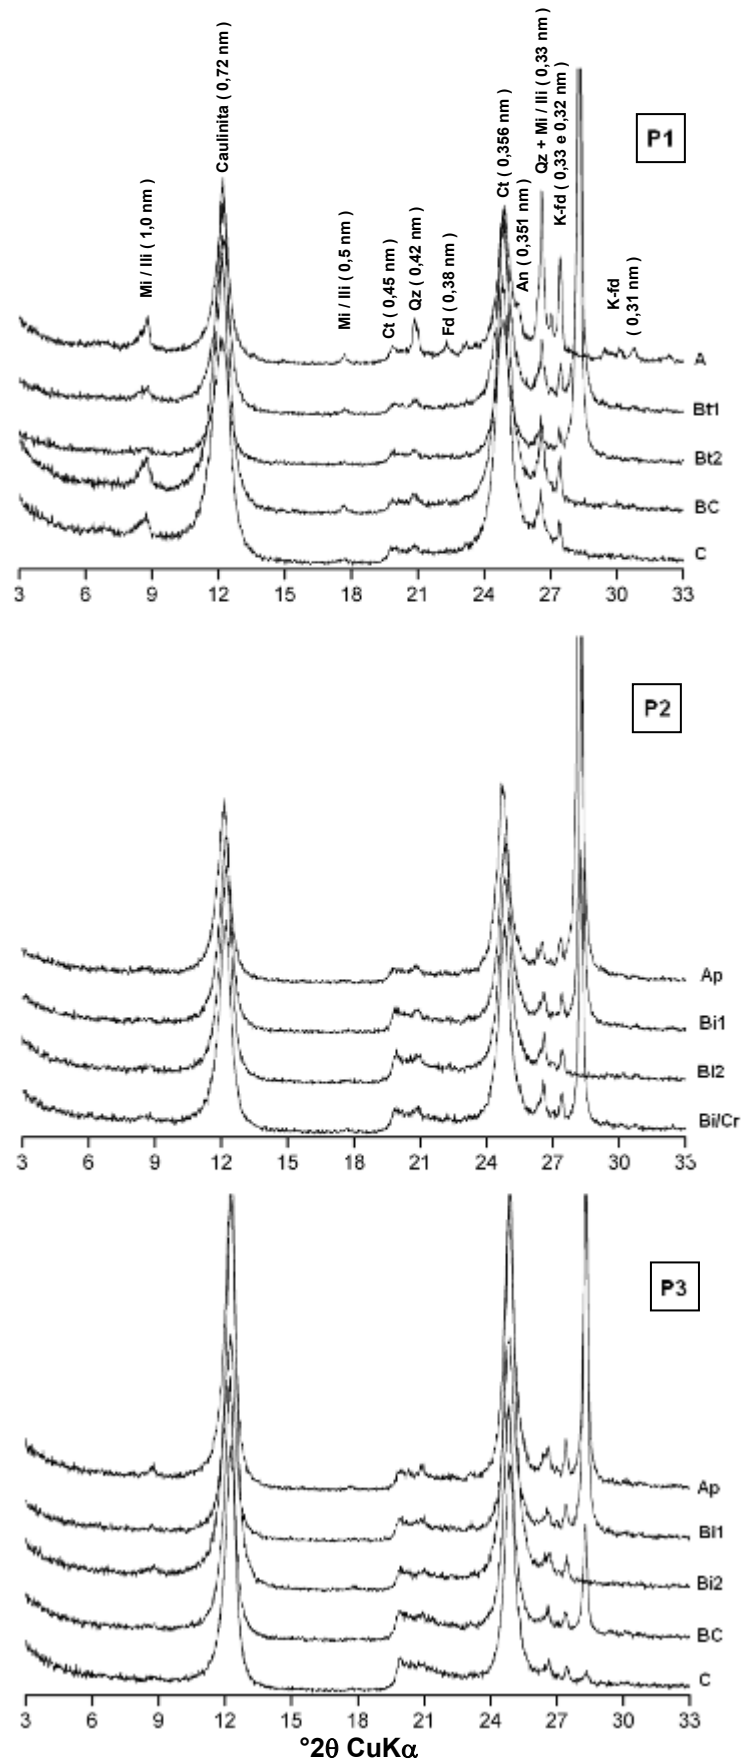 Mi / Ili ( 1,0 nm )
Caulinita ( 0,72 nm )
Mi / Ili ( 0,5 nm )
Ct ( 0,45 nm )
Qz ( 0,42 nm )
Fd ( 0,38 nm )
Ct ( 0,356 nm )
An ( 0,351 nm )
Qz + Mi / Ili ( 0,33 nm )
K-fd ( 0,33 e 0,32 nm )
K-fd
( 0,31 nm )
P1
A
Bt1
Bt2
BC
C
3 6 9 12 15 18 21 24 27 30 33
P2
Ap
Bi1
BI2
Bi/Cr
3 6 9 12 15 18 21 24 27 30 33
P3
Ap
BI1
Bi2
BC
C
3 6 9 12 15 18 21 24 27 30 33
°2θ CuKα